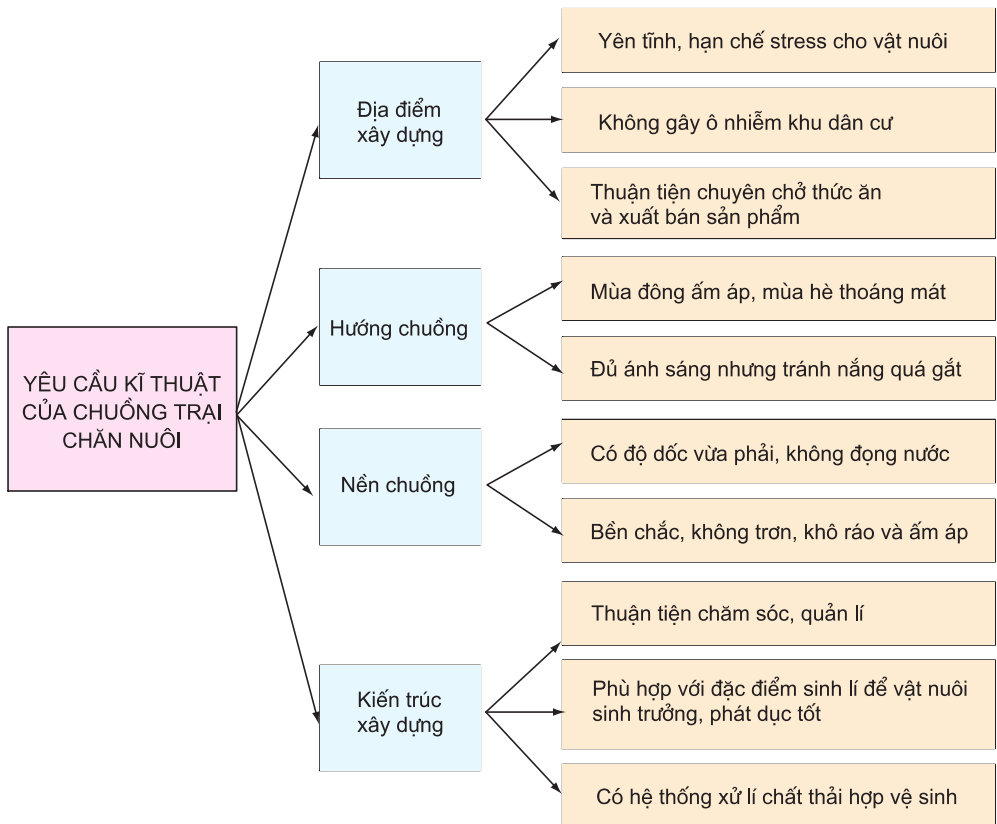 YÊU CẦU KĨ THUẬT
CỦA CHUỒNG TRẠI
CHĂN NUÔI
Địa điểm
xây dựng
Yên tĩnh, hạn chế stress cho vật nuôi
Không gây ô nhiễm khu dân cư
Thuận tiện chuyên chở thức ăn
và xuất bán sản phẩm
Hướng chuồng
Mùa đông ấm áp, mùa hè thoáng mát
Đủ ánh sáng nhưng tránh nắng quá gắt
Nền chuồng
Có độ dốc vừa phải, không đọng nước
Bền chắc, không trơn, khô ráo và ấm áp
Kiến trúc
xây dựng
Thuận tiện chăm sóc, quản lí
Phù hợp với đặc điểm sinh lí để vật nuôi
sinh trưởng, phát dục tốt
Có hệ thống xử lí chất thải hợp vệ sinh